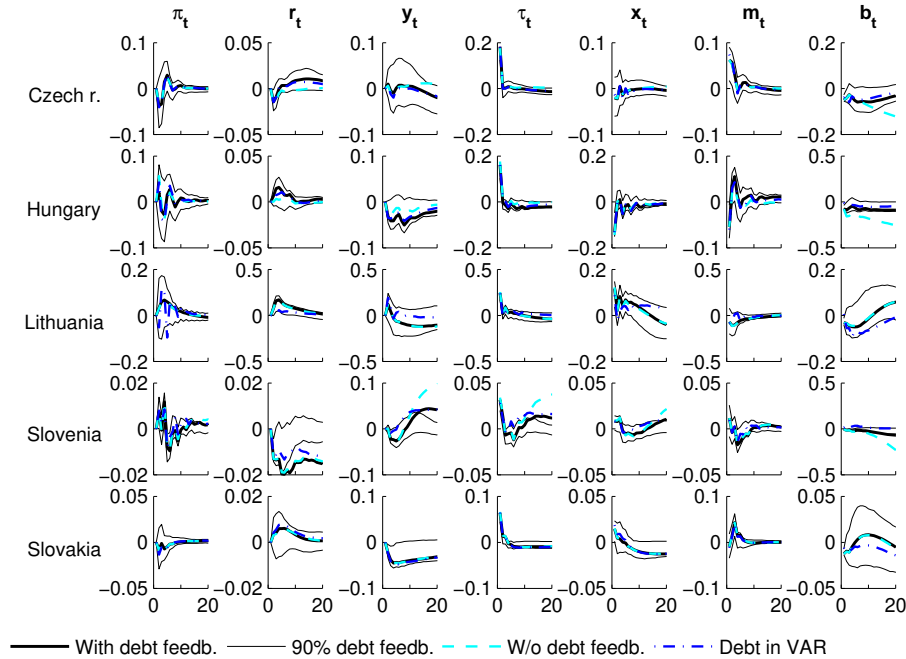 π_t r_t y_t τ_t x_t m_t b_t
0.1 0.05 0.1 0.2 0.2 0.1 0.2
Czech r. 0 0 0 0 0 0 0
−0.1 −0.05 −0.1 −0.2 −0.2 −0.1 −0.2
0.1 0.05 0.1 0.2 0.2 0.1 0.5
Hungary 0 0 0 0 0 0 0
−0.1 −0.05 −0.1 −0.2 −0.2 −0.1 −0.5
0.2 0.5 0.5 0.5 0.1 0.5 0.2
Lithuania 0 0 0 0 0 0 0
−0.2 −0.5 −0.5 −0.5 −0.1 −0.5 −0.2
0.02 0.02 0.1 0.05 0.05 0.1 0.5
Slovenia 0 0 0 0 0 0 0
−0.02 −0.02 −0.1 −0.05 −0.05 −0.1 −0.5
0.05 0.02 0.1 0.1 0.05 0.1 0.05
Slovakia 0 0 0 0 0 0 0
−0.05 −0.02 −0.1 −0.1 −0.05 −0.1 −0.05
0 20 0 20 0 20 0 20 0 20 0 20 0 20
With debt feedb. 90% debt feedb. W/o debt feedb. Debt in VAR